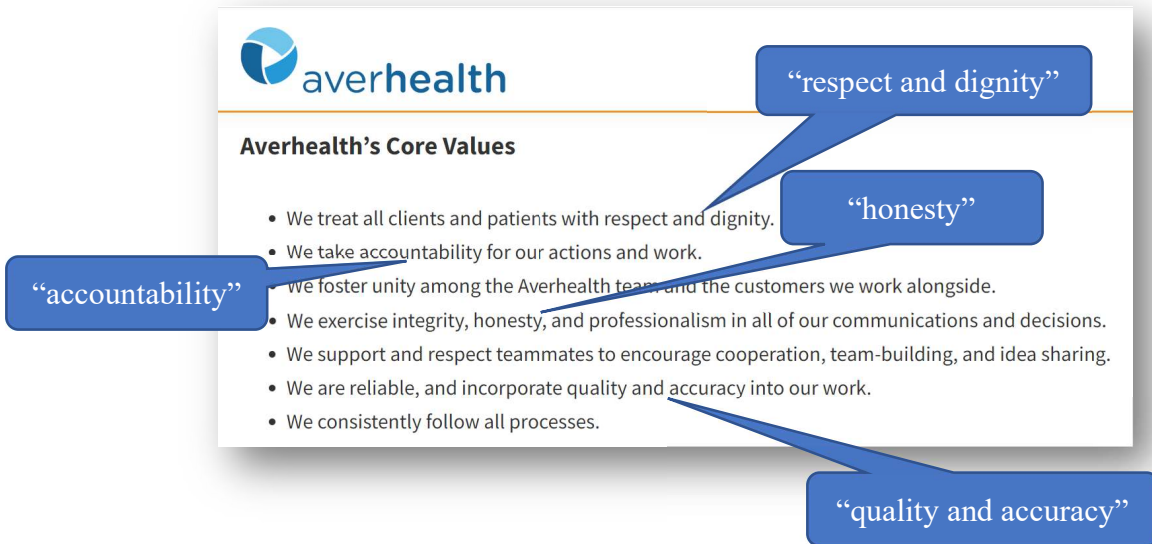 averhealth
“respect and dignity”
Averhealth’s Core Values
“honesty”
• We treat all clients and patients with respect and dignity.
• We take accountability for our actions and work.
“accountability”
• We foster unity among the Averhealth team and the customers we work alongside.
• We exercise integrity, honesty, and professionalism in all of our communications and decisions.
• We support and respect teammates to encourage cooperation, team-building, and idea sharing.
• We are reliable, and incorporate quality and accuracy into our work.
• We consistently follow all processes.
“quality and accuracy”